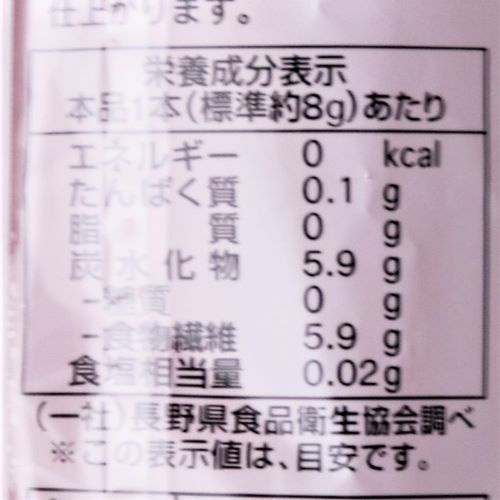 仕上がります。
栄養成分表示
本品1本(標準約8g)あたり
エネルギー 0 kcal
たんぱく質 0.1 g
脂質 0 g
炭水化物 5.9 g
-糖質 0 g
-食物繊維 5.9 g
食塩相当量 0.02g
(一社)長野県食品衛生協会調べ
※この表示値は、目安です。